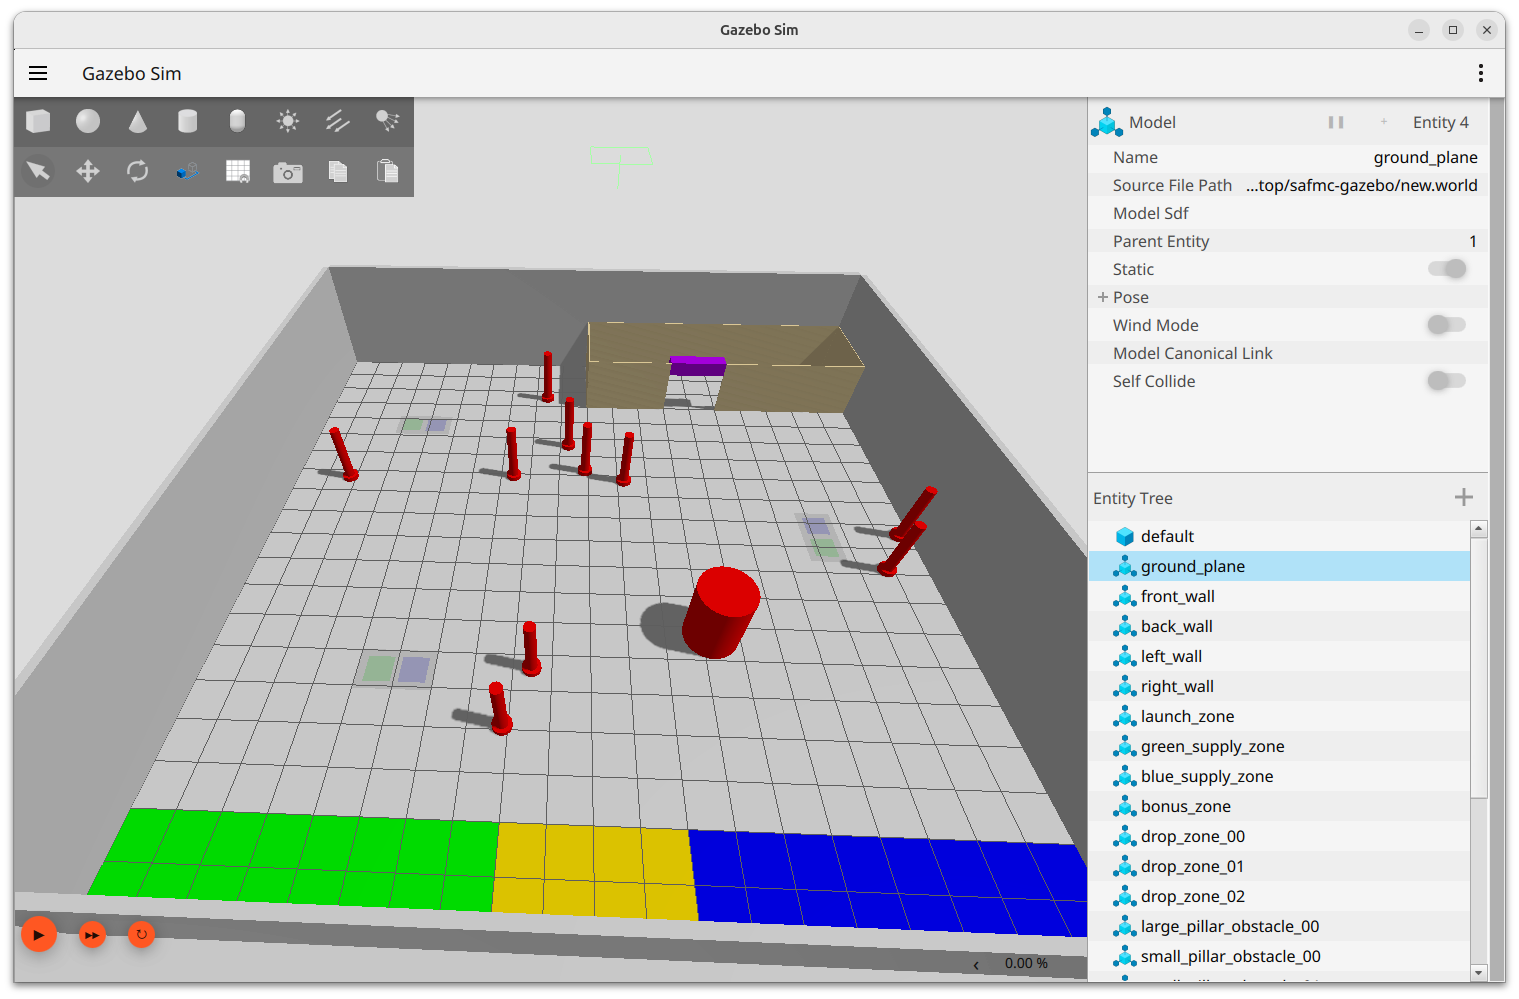 Gazebo Sim
Gazebo Sim
Model
Entity 4
Name
ground_plane
Source File Path
...top/safmc-gazebo/new.world
Model Sdf
Parent Entity
1
Static
Pose
Wind Mode
Model Canonical Link
Self Collide
Entity Tree
default
ground_plane
front_wall
back_wall
left_wall
right_wall
launch_zone
green_supply_zone
blue_supply_zone
bonus_zone
drop_zone_00
drop_zone_01
drop_zone_02
large_pillar_obstacle_00
small_pillar_obstacle_00
0.00 %